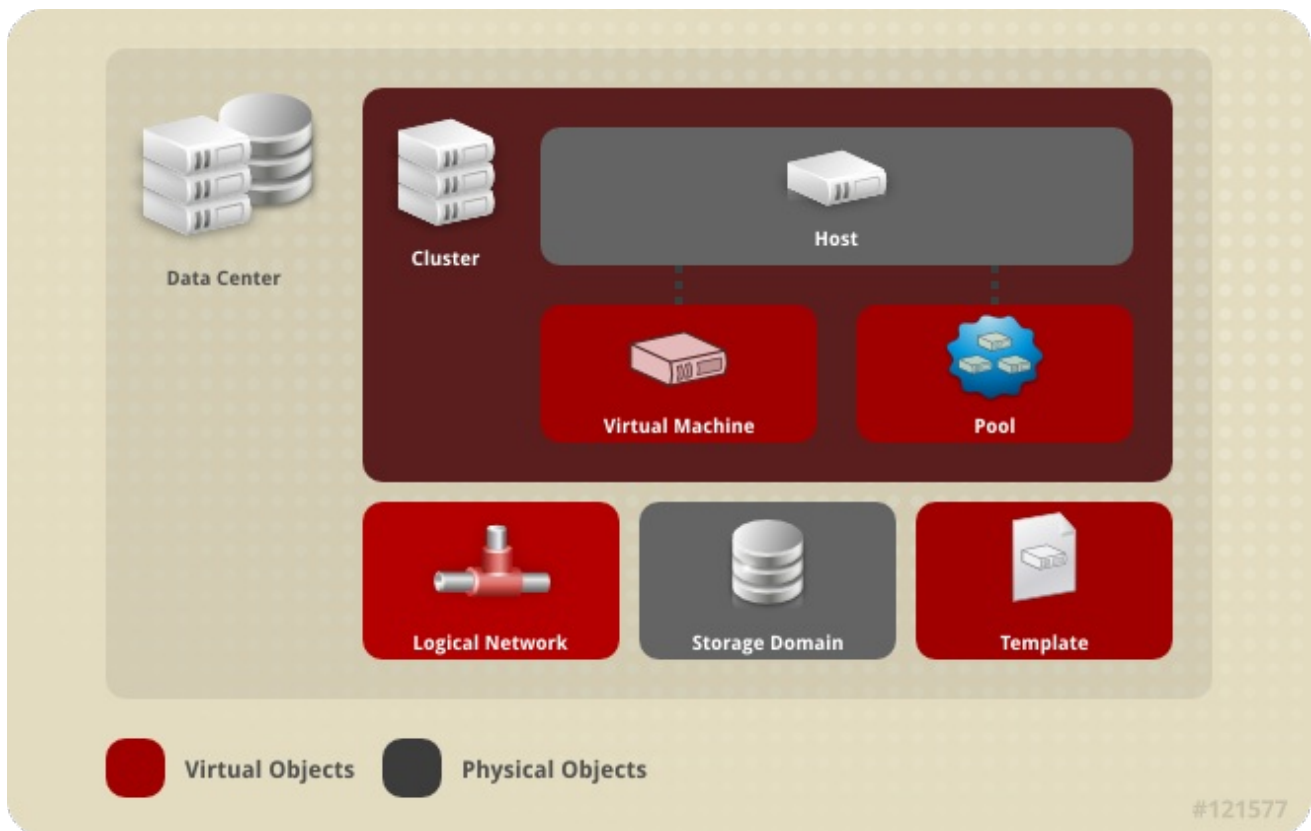 Data Center
Cluster
Host
Virtual Machine
Pool
Logical Network
Storage Domain
Template
Virtual Objects
Physical Objects
#121577